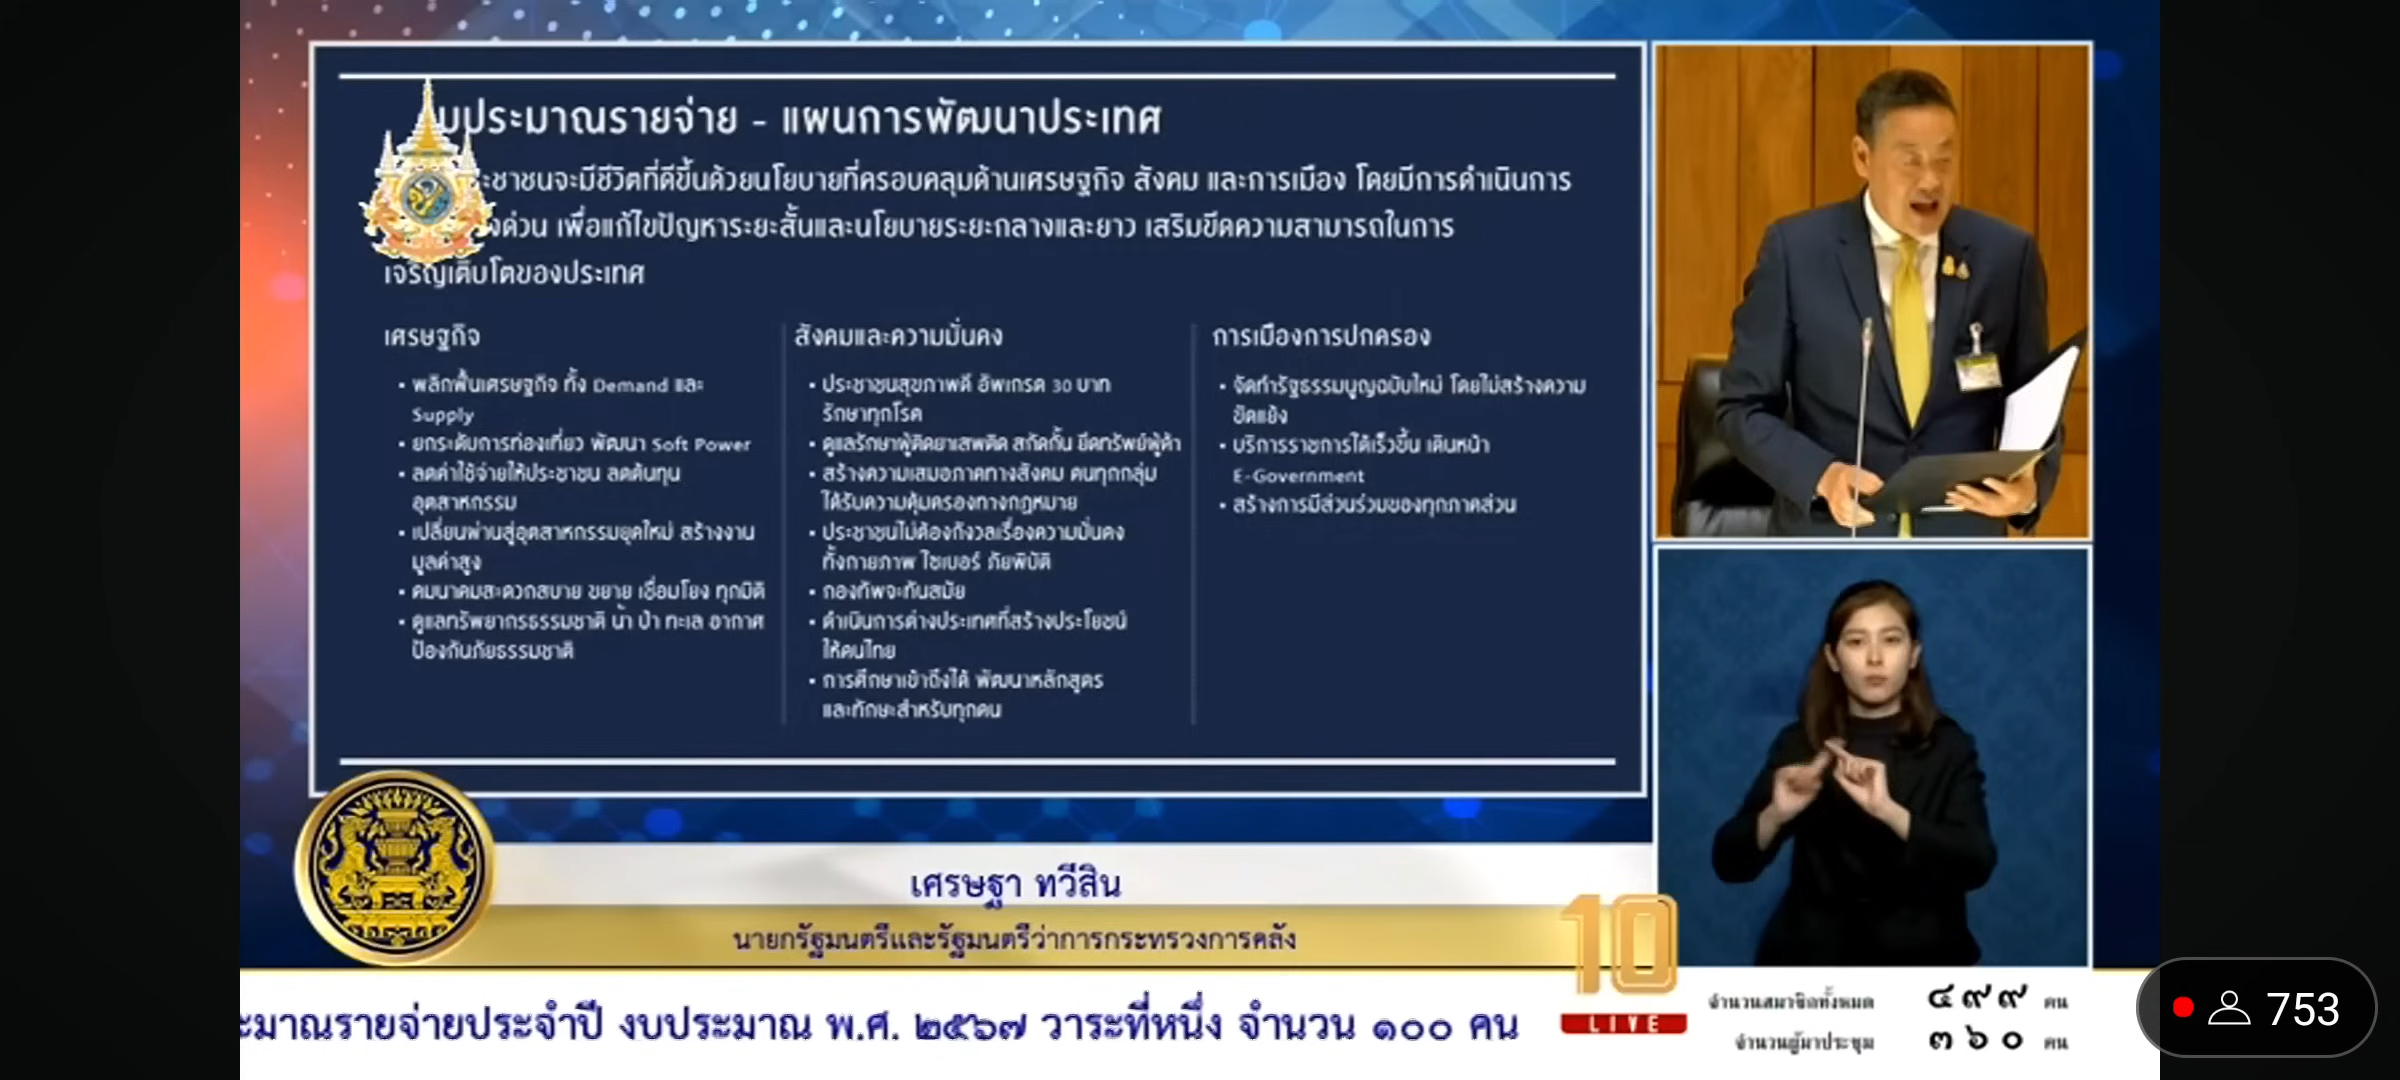 บประมาณรายจ่าย - แผนการพัฒนาประเทศ
ะชาชนจะมีชีวิตที่ดีขึ้นด้วยนโยบายที่ครอบคลุมด้านเศรษฐกิจ สังคม และการเมือง โดยมีการดำเนินการ
งด่วน เพื่อแก้ไขปัญหาระยะสั้นและนโยบายระยะกลางและยาว เสริมขีดความสามารถในการ
เจริญเติบโตของประเทศ
เศรษฐกิจ
• พลิกฟื้นเศรษฐกิจ ทั้ง Demand และ
Supply
• ยกระดับการท่องเที่ยว พัฒนา Soft Power
• ลดค่าใช้จ่ายให้ประชาชน ลดต้นทุน
อุตสาหกรรม
• เปลี่ยนผ่านสู่อุตสาหกรรมยุคใหม่ สร้างงาน
มูลค่าสูง
• คมนาคมสะดวกสบาย ขยาย เชื่อมโยง ทุกมิติ
• ดูแลทรัพยากรธรรมชาติ น้ำ ป่า ทะเล อากาศ
ป้องกันภัยธรรมชาติ
สังคมและความมั่นคง
• ประชาชนสุขภาพดี อัพเกรด 30 บาท
รักษาทุกโรค
• ดูแลรักษาผู้ติดยาเสพติด สกัดกั้น ยึดทรัพย์ผู้ค้า
• สร้างความเสมอภาคทางสังคม คนทุกกลุ่ม
ได้รับความคุ้มครองทางกฎหมาย
• ประชาชนไม่ต้องกังวลเรื่องความมั่นคง
ทั้งกายภาพ ไซเบอร์ ภัยพิบัติ
• กองทัพจะทันสมัย
• ดำเนินการต่างประเทศที่สร้างประโยชน์
ให้คนไทย
• การศึกษาเข้าถึงได้ พัฒนาหลักสูตร
และทักษะสำหรับทุกคน
การเมืองการปกครอง
• จัดทำรัฐธรรมนูญฉบับใหม่ โดยไม่สร้างความ
ขัดแย้ง
• บริการราชการได้เร็วขึ้น เดินหน้า
E-Government
• สร้างการมีส่วนร่วมของทุกภาคส่วน
เศรษฐา ทวีสิน
นายกรัฐมนตรีและรัฐมนตรีว่าการกระทรวงการคลัง
10
LIVE
ะมาณรายจ่ายประจำปี งบประมาณ พ.ศ. ๒๕๖๗ วาระที่หนึ่ง จำนวน ๑๐๐ คน
จำนวนสมาชิกทั้งหมด ๔๙๙ คน
จำนวนผู้มาประชุม ๓๖๐ คน
753